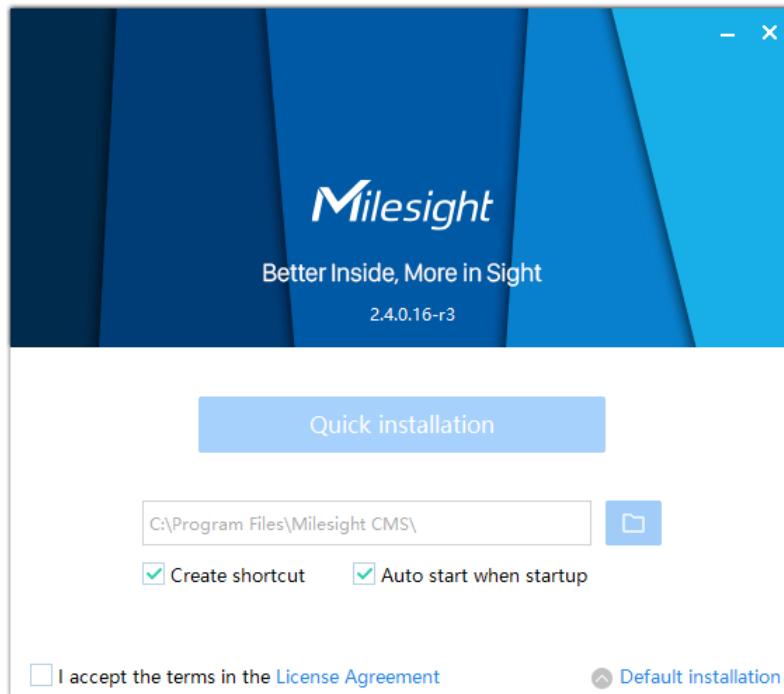 Milesight
Better Inside, More in Sight
2.4.0.16-r3
Quick installation
C:\Program Files\Milesight CMS\
Create shortcut Auto start when startup
I accept the terms in the License Agreement Default installation